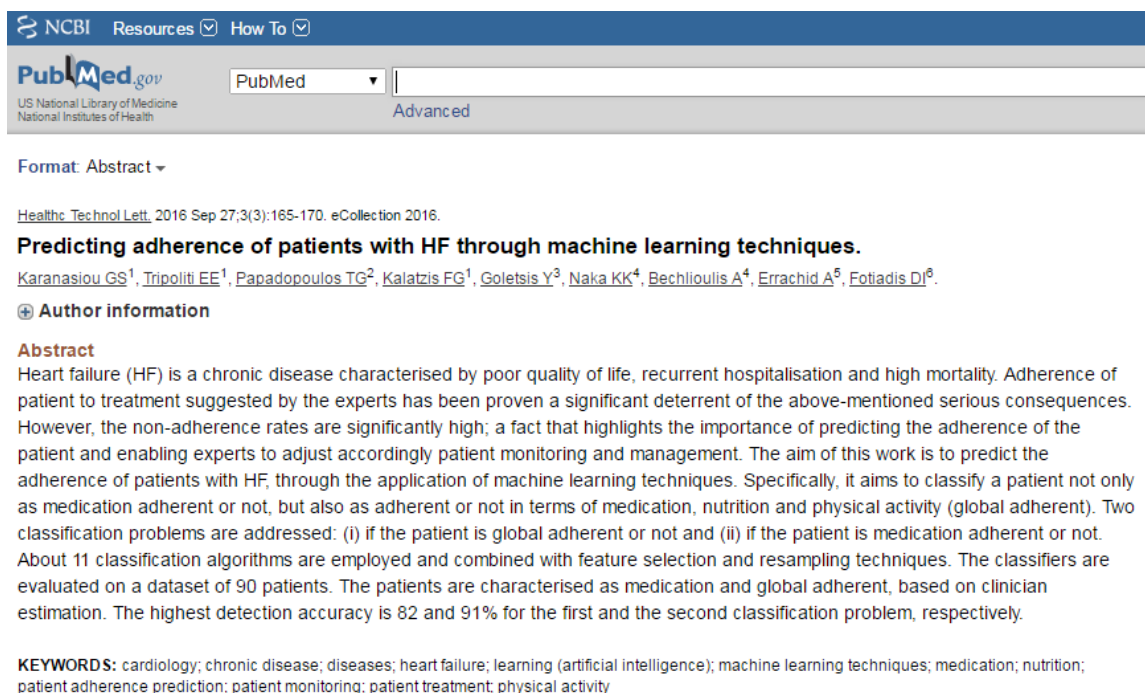 NCBI Resources How To
PubMed.gov
US National Library of Medicine
National Institutes of Health
PubMed
Advanced
Format: Abstract
Healthc Technol Lett. 2016 Sep 27;3(3):165-170. eCollection 2016.
Predicting adherence of patients with HF through machine learning techniques.
Karanasiou GS1, Tripoliti EE1, Papadopoulos TG2, Kalatzis FG1, Goletsis Y3, Naka KK4, Bechlioulis A4, Errachid A5, Fotiadis DI6.
Author information
Abstract
Heart failure (HF) is a chronic disease characterised by poor quality of life, recurrent hospitalisation and high mortality. Adherence of
patient to treatment suggested by the experts has been proven a significant deterrent of the above-mentioned serious consequences.
However, the non-adherence rates are significantly high; a fact that highlights the importance of predicting the adherence of the
patient and enabling experts to adjust accordingly patient monitoring and management. The aim of this work is to predict the
adherence of patients with HF, through the application of machine learning techniques. Specifically, it aims to classify a patient not only
as medication adherent or not, but also as adherent or not in terms of medication, nutrition and physical activity (global adherent). Two
classification problems are addressed: (i) if the patient is global adherent or not and (ii) if the patient is medication adherent or not.
About 11 classification algorithms are employed and combined with feature selection and resampling techniques. The classifiers are
evaluated on a dataset of 90 patients. The patients are characterised as medication and global adherent, based on clinician
estimation. The highest detection accuracy is 82 and 91% for the first and the second classification problem, respectively.
KEYWORDS: cardiology; chronic disease; diseases; heart failure; learning (artificial intelligence); machine learning techniques; medication; nutrition;
patient adherence prediction; patient monitoring; patient treatment; physical activity